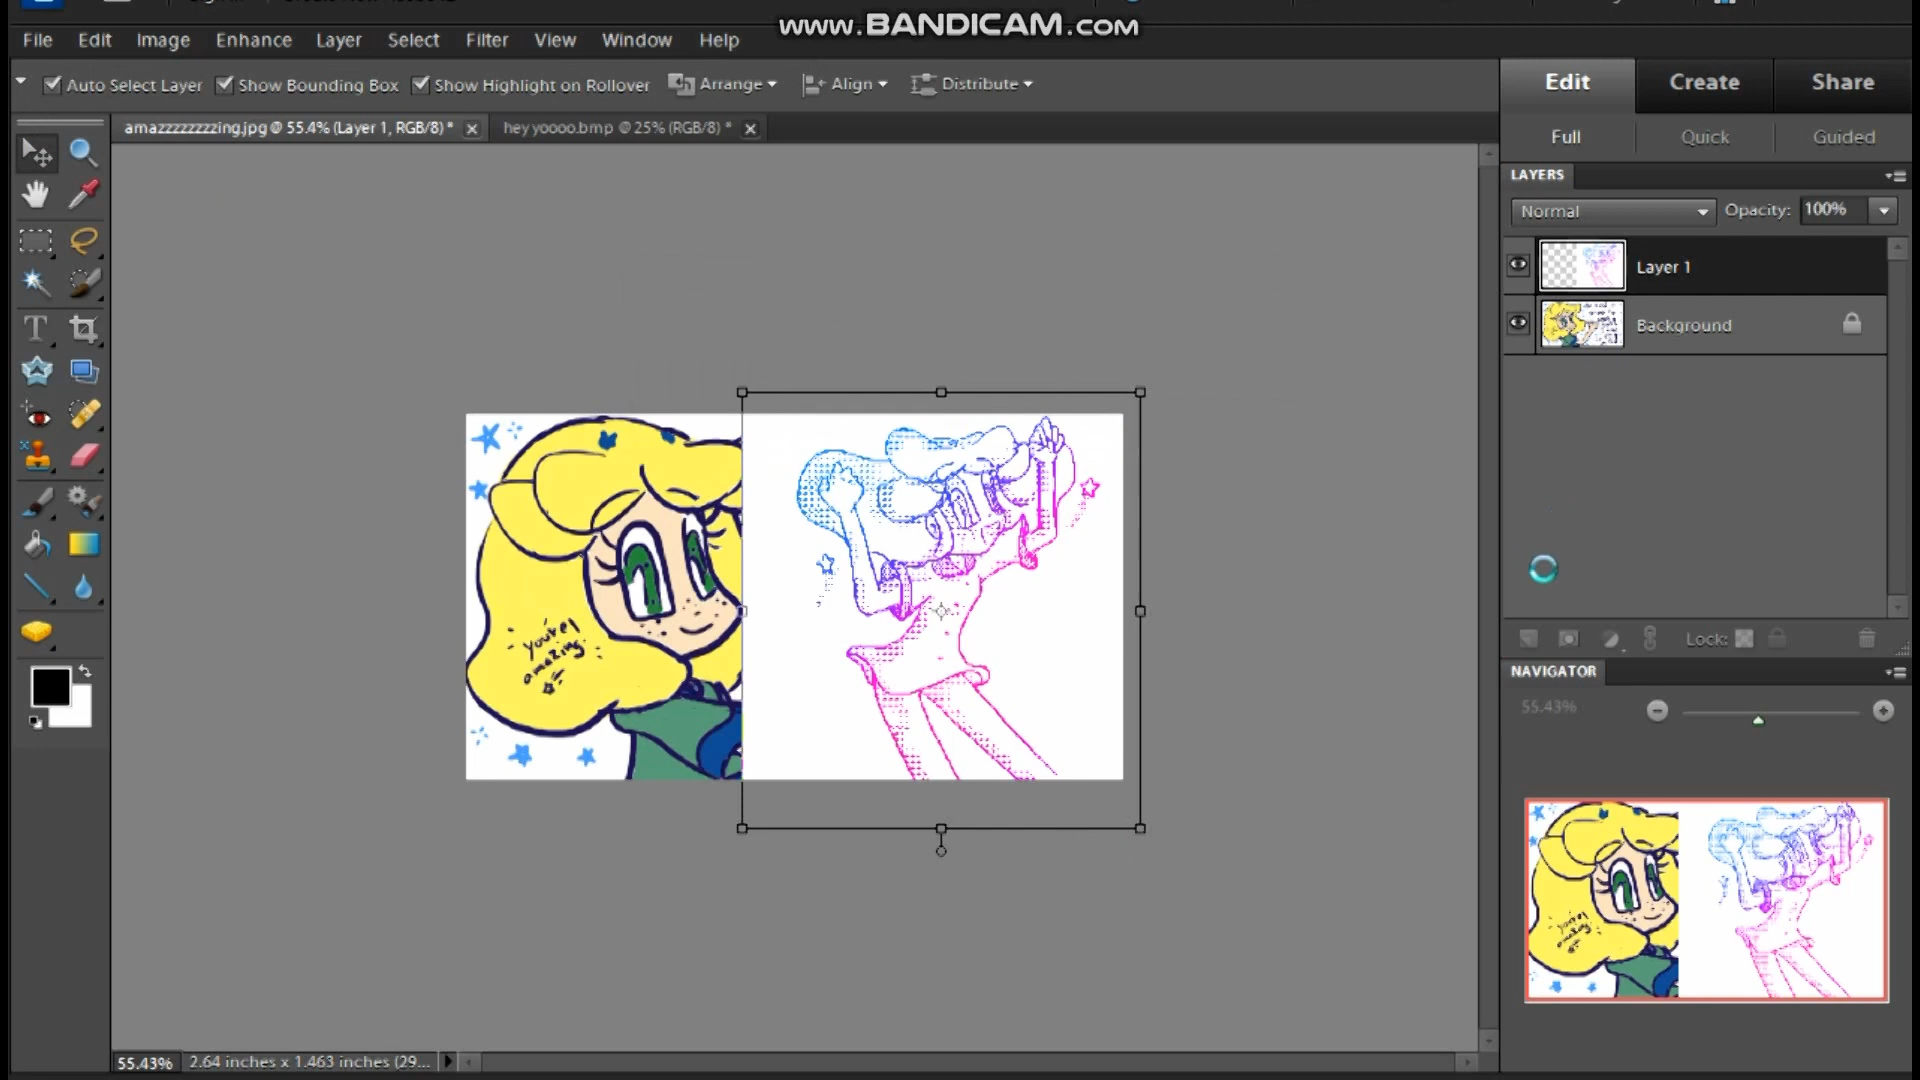 www.BANDICAM.com
File Edit Image Enhance Layer Select Filter View Window Help
Auto Select Layer Show Bounding Box Show Highlight on Rollover Arrange Align Distribute
Edit Create Share
amazzzzzzzzing.jpg @ 55.4% (Layer 1, RGB/8) * hey yoooo.bmp @ 25% (RGB/8) *
Full Quick Guided
LAYERS
Normal Opacity: 100%
Layer 1
Background
you're
amazing
Lock:
NAVIGATOR
55.43%
55.43% 2.64 inches x 1.463 inches (29...